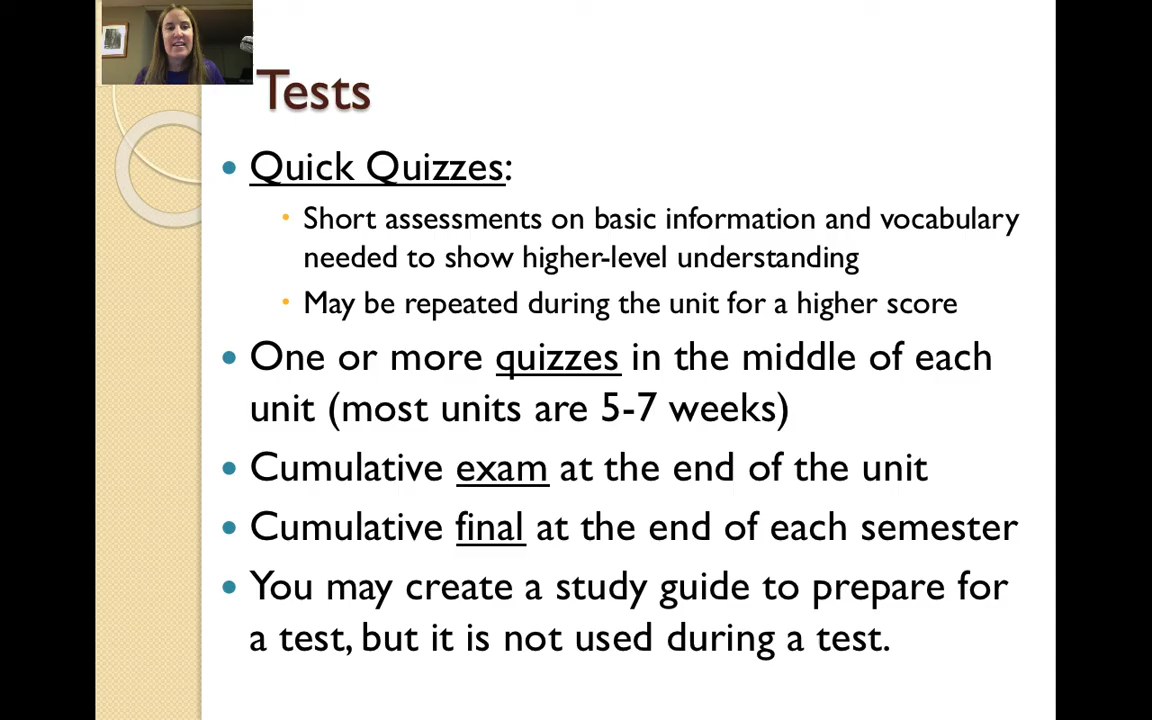 Tests
• Quick Quizzes:
• Short assessments on basic information and vocabulary
needed to show higher-level understanding
• May be repeated during the unit for a higher score
• One or more quizzes in the middle of each
unit (most units are 5-7 weeks)
• Cumulative exam at the end of the unit
• Cumulative final at the end of each semester
• You may create a study guide to prepare for
a test, but it is not used during a test.